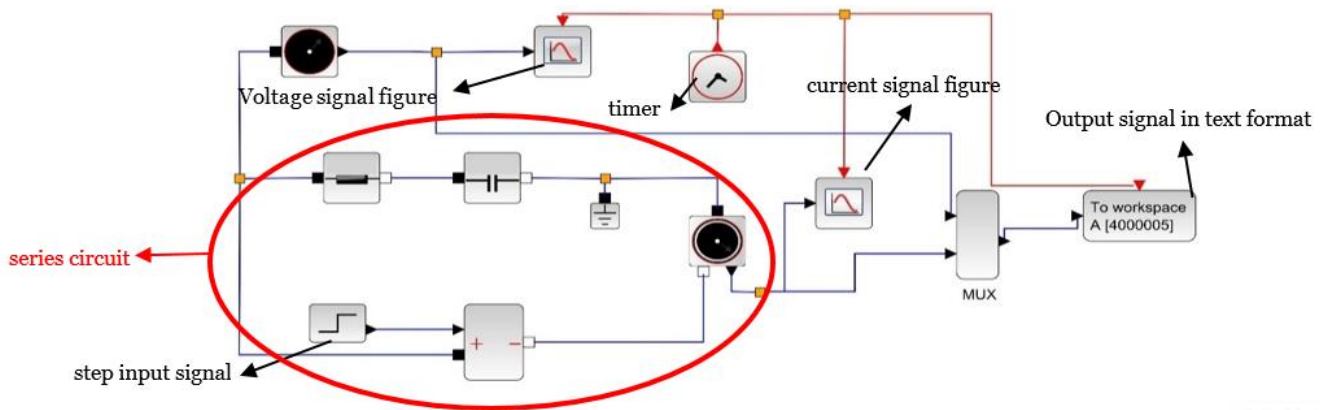 Voltage signal figure
timer
current signal figure
Output signal in text format
To workspace
A [4000005]
series circuit
+ −
MUX
step input signal